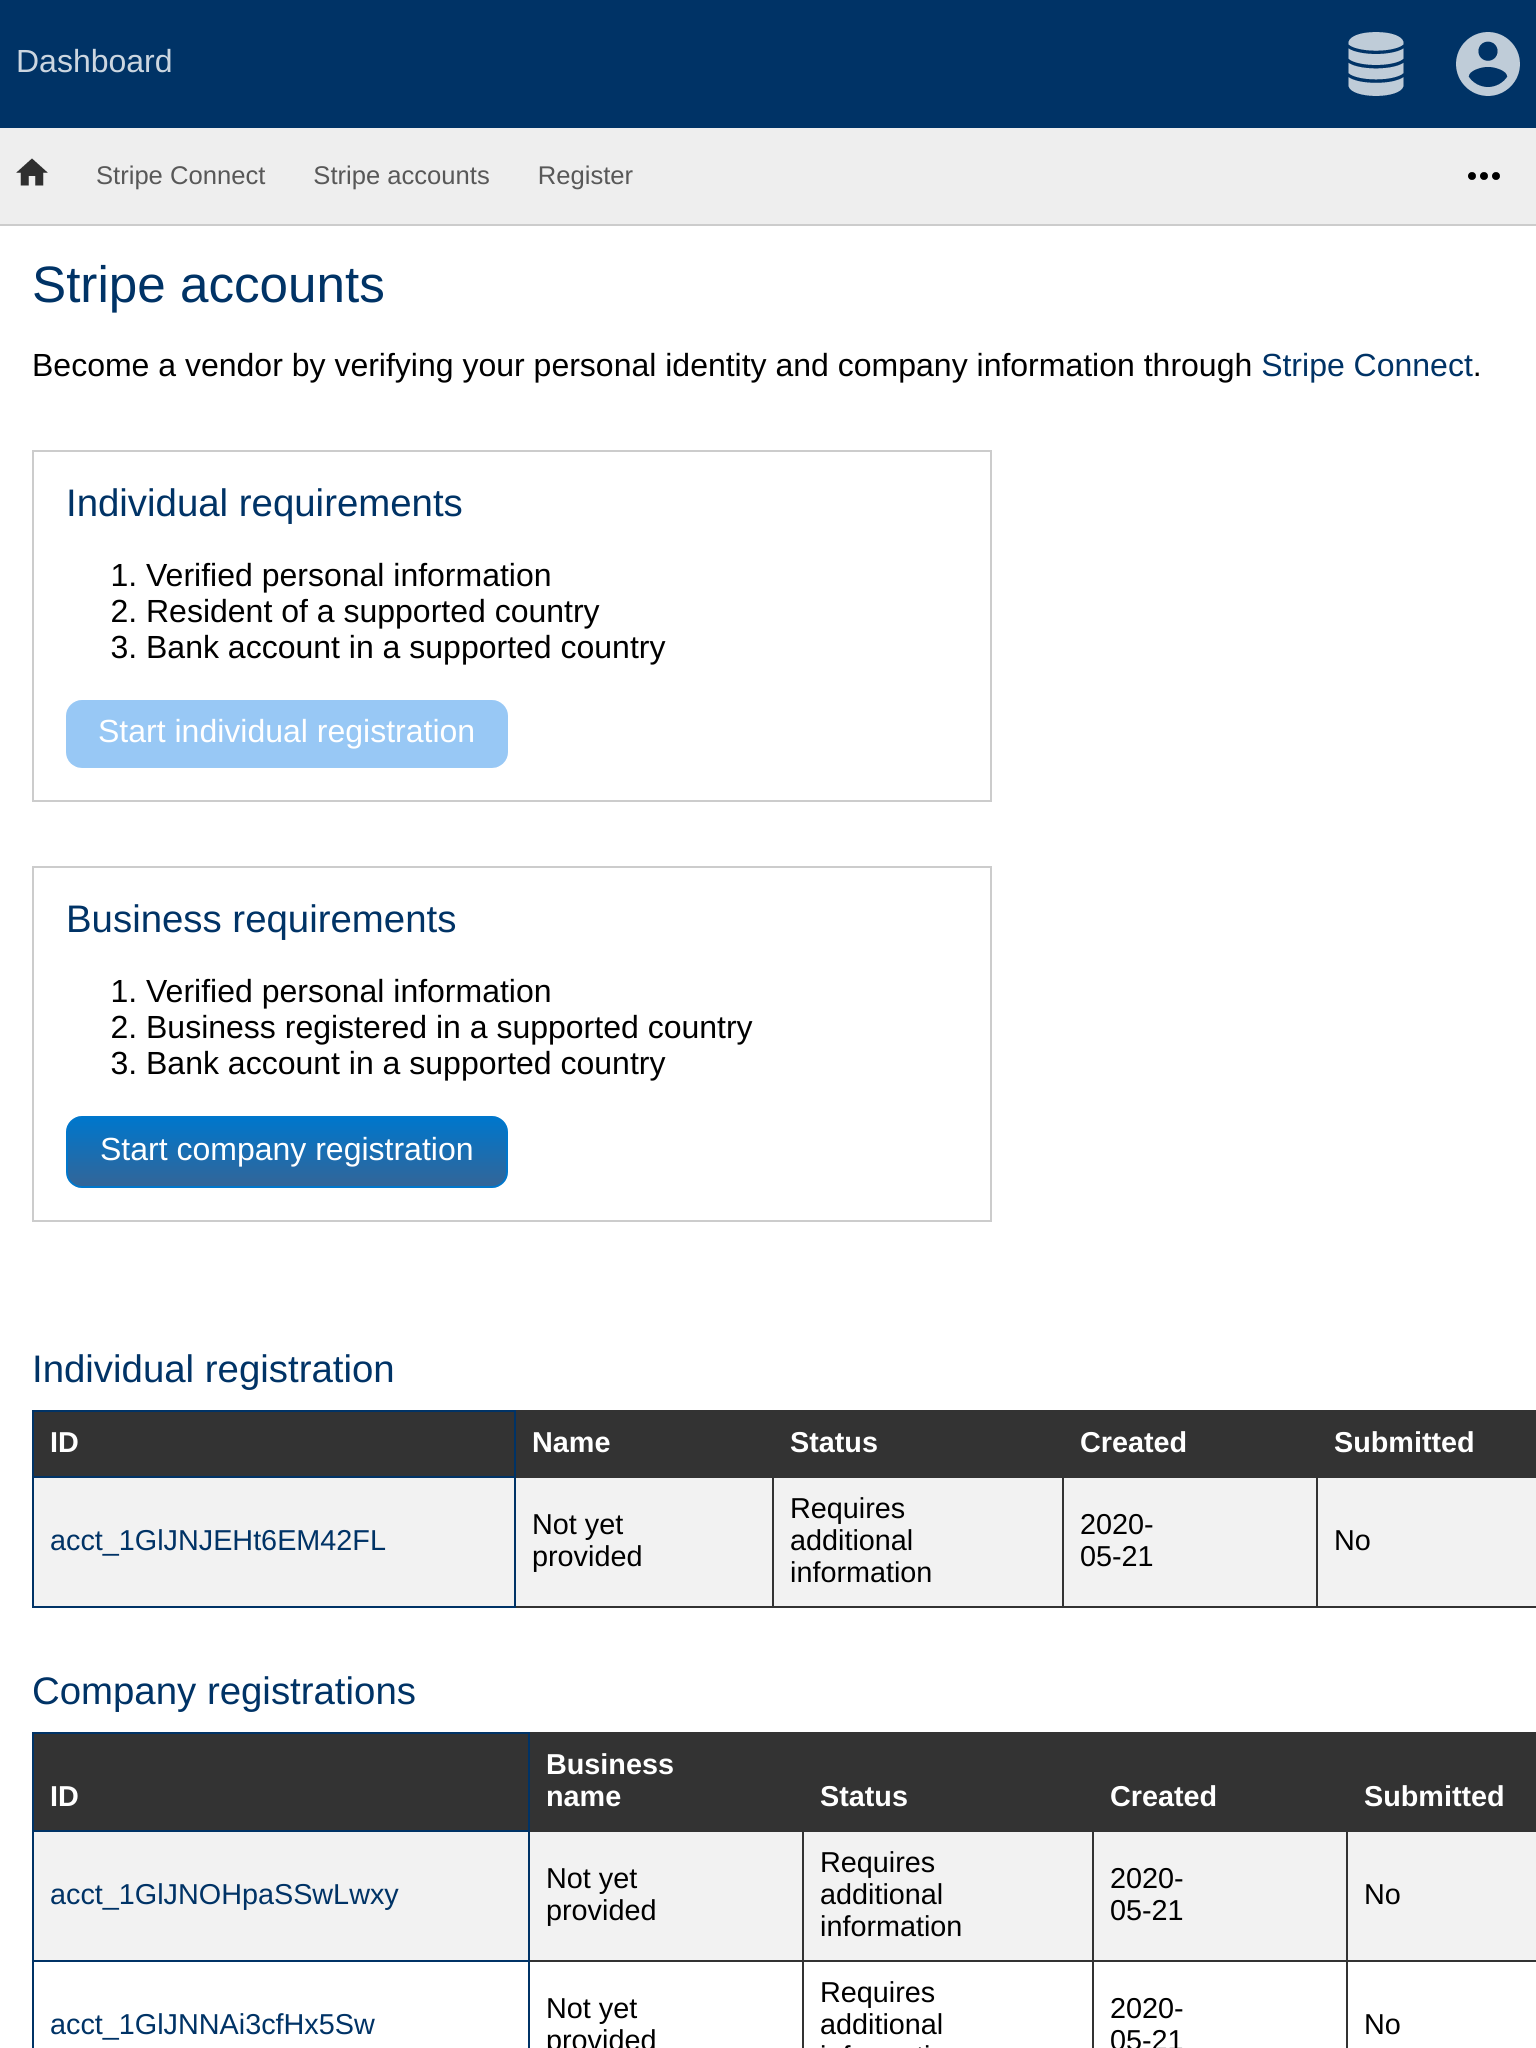 Dashboard
Stripe Connect Stripe accounts Register
Stripe accounts
Become a vendor by verifying your personal identity and company information through Stripe Connect.
Individual requirements
1. Verified personal information
2. Resident of a supported country
3. Bank account in a supported country
Start individual registration
Business requirements
1. Verified personal information
2. Business registered in a supported country
3. Bank account in a supported country
Start company registration
Individual registration
ID Name Status Created Submitted
acct_1GlJNJEHt6EM42FL Not yet provided Requires additional information 2020-05-21 No
Company registrations
ID Business name Status Created Submitted
acct_1GlJNOHpaSSwLwxy Not yet provided Requires additional information 2020-05-21 No
acct_1GlJNNAi3cfHx5Sw Not yet provided Requires additional 2020-05-21 No